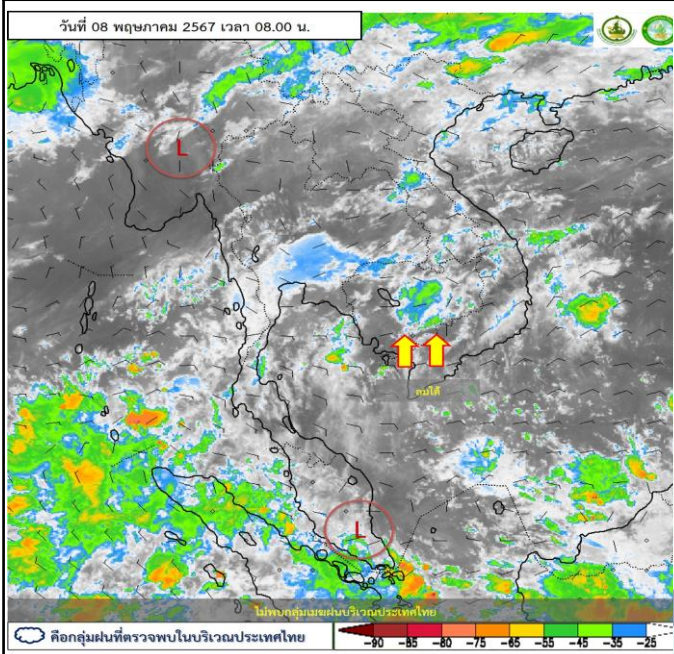 วันที่ 08 พฤษภาคม 2567 เวลา 08.00 น.
L
ลมใต้
L
ไม่พบกลุ่มเมฆฝนบริเวณประเทศไทย
คือกลุ่มฝนที่ตรวจพบในบริเวณประเทศไทย
-90 -85 -80 -75 -65 -55 -45 -35 -25